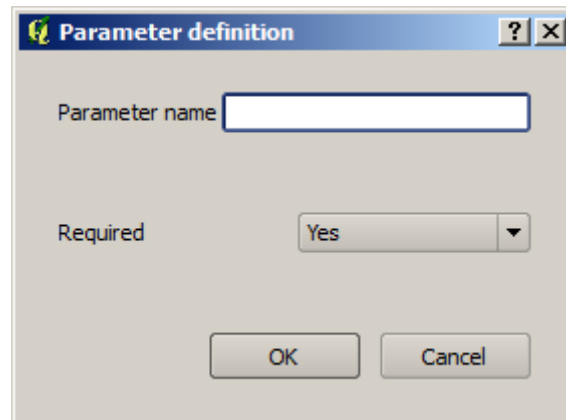 Parameter definition
Parameter name
Required Yes
OK Cancel